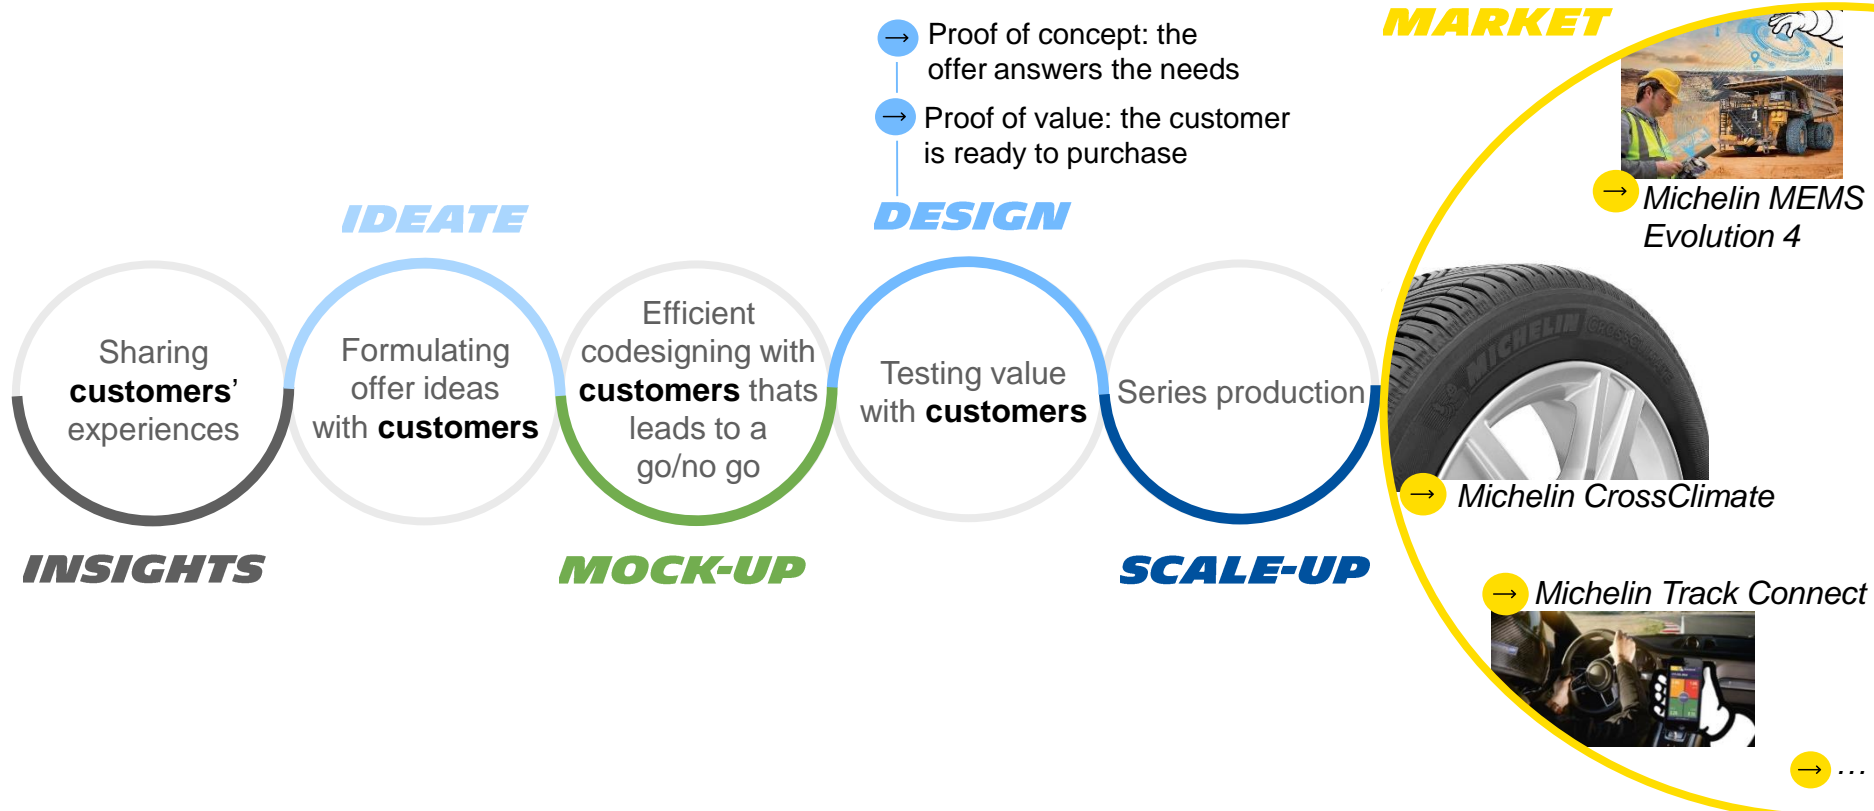 MARKET
Proof of concept: the
offer answers the needs
Proof of value: the customer
is ready to purchase
Michelin MEMS
Evolution 4
IDEATE
DESIGN
Sharing
customers’
experiences
Formulating
offer ideas
with customers
Efficient
codesigning with
customers thats
leads to a
go/no go
Testing value
with customers
Series production
MICHELIN CROSSCLIMATE
Michelin CrossClimate
INSIGHTS
MOCK-UP
SCALE-UP
Michelin Track Connect
...